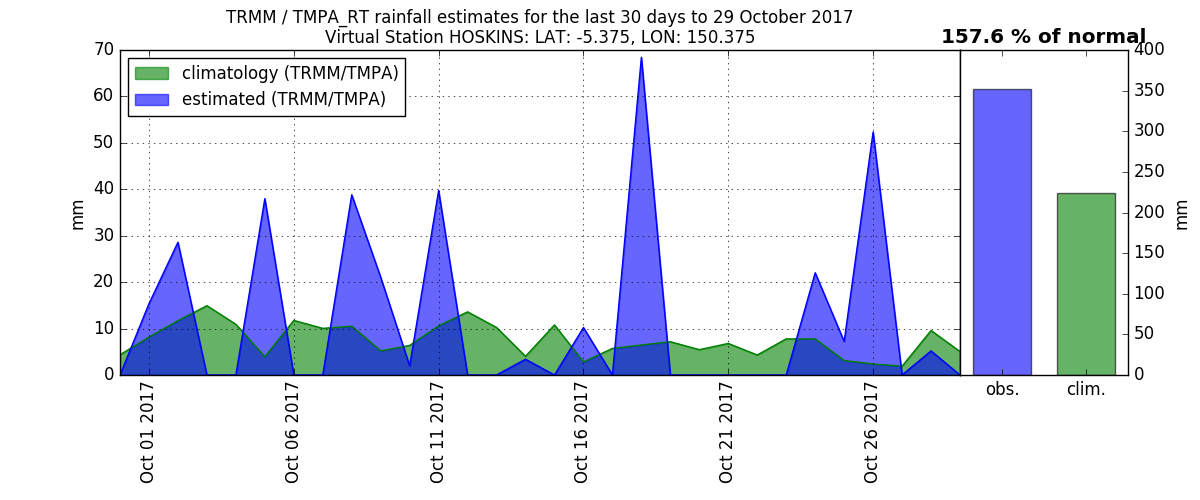 TRMM / TMPA_RT rainfall estimates for the last 30 days to 29 October 2017
Virtual Station HOSKINS: LAT: -5.375, LON: 150.375
157.6 % of normal
climatology (TRMM/TMPA)
estimated (TRMM/TMPA)
mm
70
60
50
40
30
20
10
0
Oct 01 2017
Oct 06 2017
Oct 11 2017
Oct 16 2017
Oct 21 2017
Oct 26 2017
obs.
clim.
400
350
300
250
200
150
100
50
0
mm